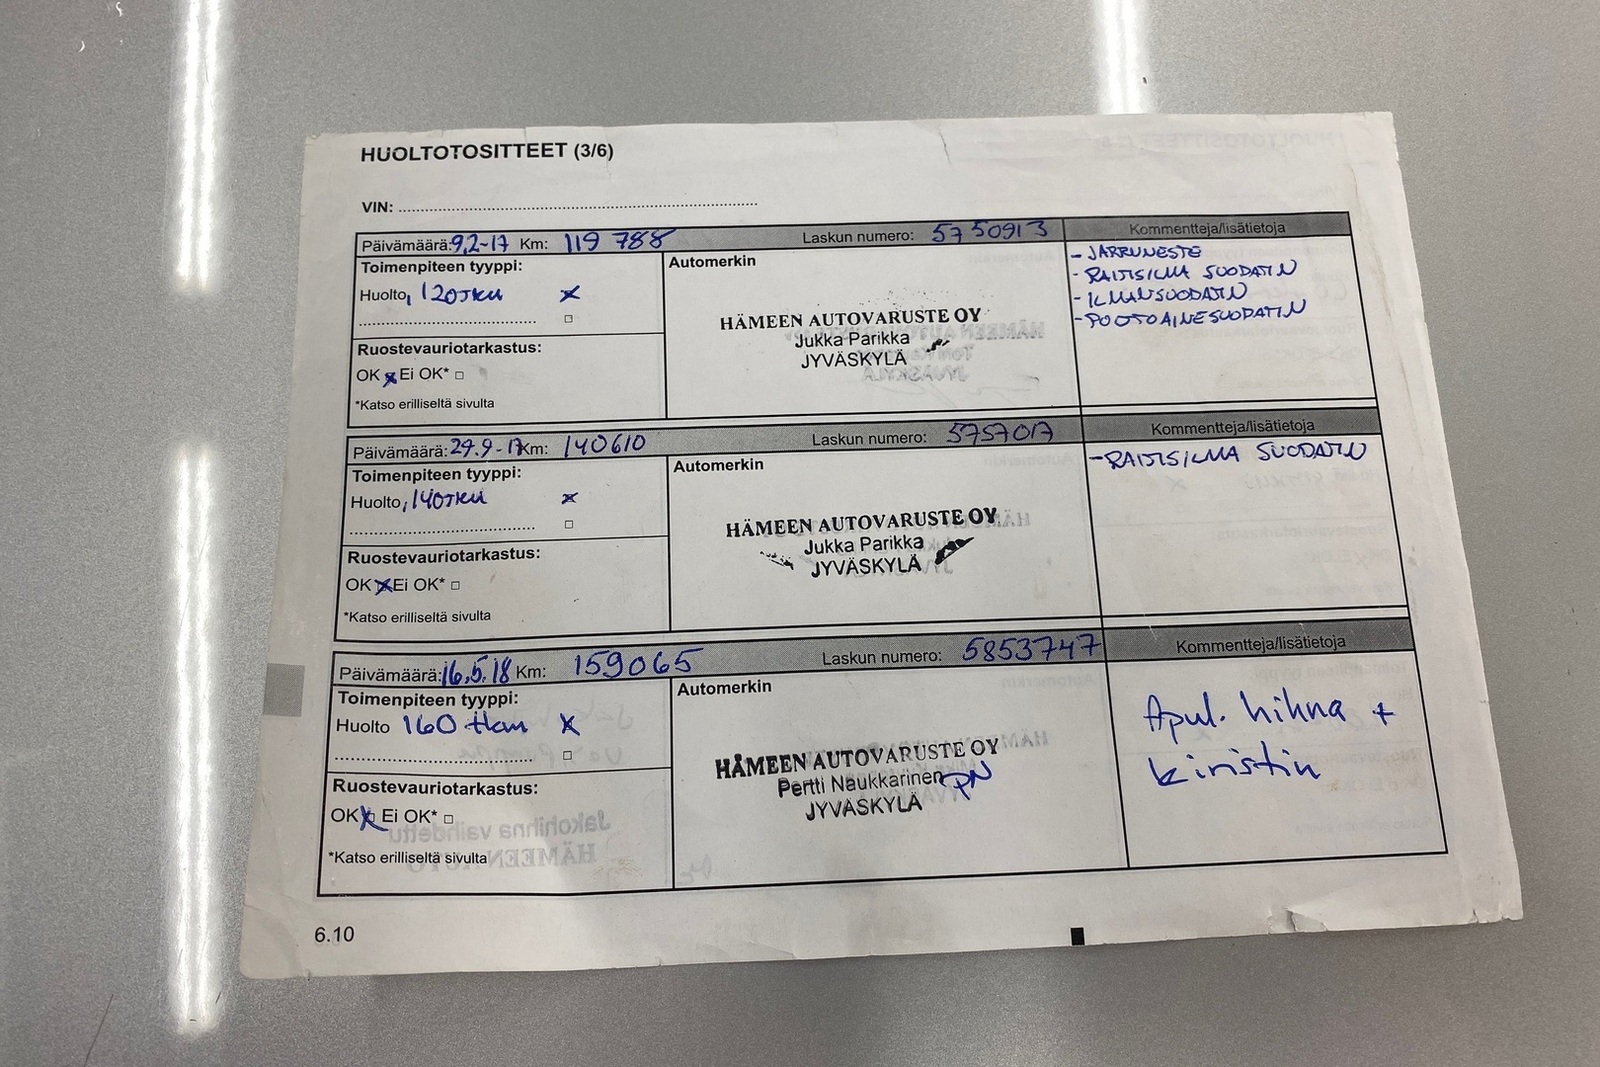 HUOLTOTOSITTEET (3/6)
VIN: ........................................
Päivämäärä: 9.2-17 Km: 119 788 Laskun numero: 5750913 Kommentteja/lisätietoja
Toimenpiteen tyyppi: Automerkin
Huolto, 120TKM x
- JARRUNESTE
- RAITISILMA SUODATIN
- ILMANSUODATIN
- POLTOAINESUODATIN
HÄMEEN AUTOVARUSTE OY
Jukka Parikka
JYVÄSKYLÄ
Ruostevauriotarkastus:
OK x Ei OK* □
*Katso erilliseltä sivulta
Päivämäärä: 29.9-17 Km: 140610 Laskun numero: 5757017 Kommentteja/lisätietoja
Toimenpiteen tyyppi: Automerkin
Huolto, 140TKM x
- RAITISILMA SUODATIN
HÄMEEN AUTOVARUSTE OY
Jukka Parikka
JYVÄSKYLÄ
Ruostevauriotarkastus:
OK x Ei OK* □
*Katso erilliseltä sivulta
Päivämäärä: 16.5.18 Km: 159065 Laskun numero: 5853747 Kommentteja/lisätietoja
Toimenpiteen tyyppi: Automerkin
Huolto 160 tkm x
Apul. hihna +
kiristin
HÄMEEN AUTOVARUSTE OY
Pertti Naukkarinen PN
JYVÄSKYLÄ
Ruostevauriotarkastus:
OK x Ei OK* □
*Katso erilliseltä sivulta
Jakohihna vaihdettu
HÄMEEN AUTO
6.10